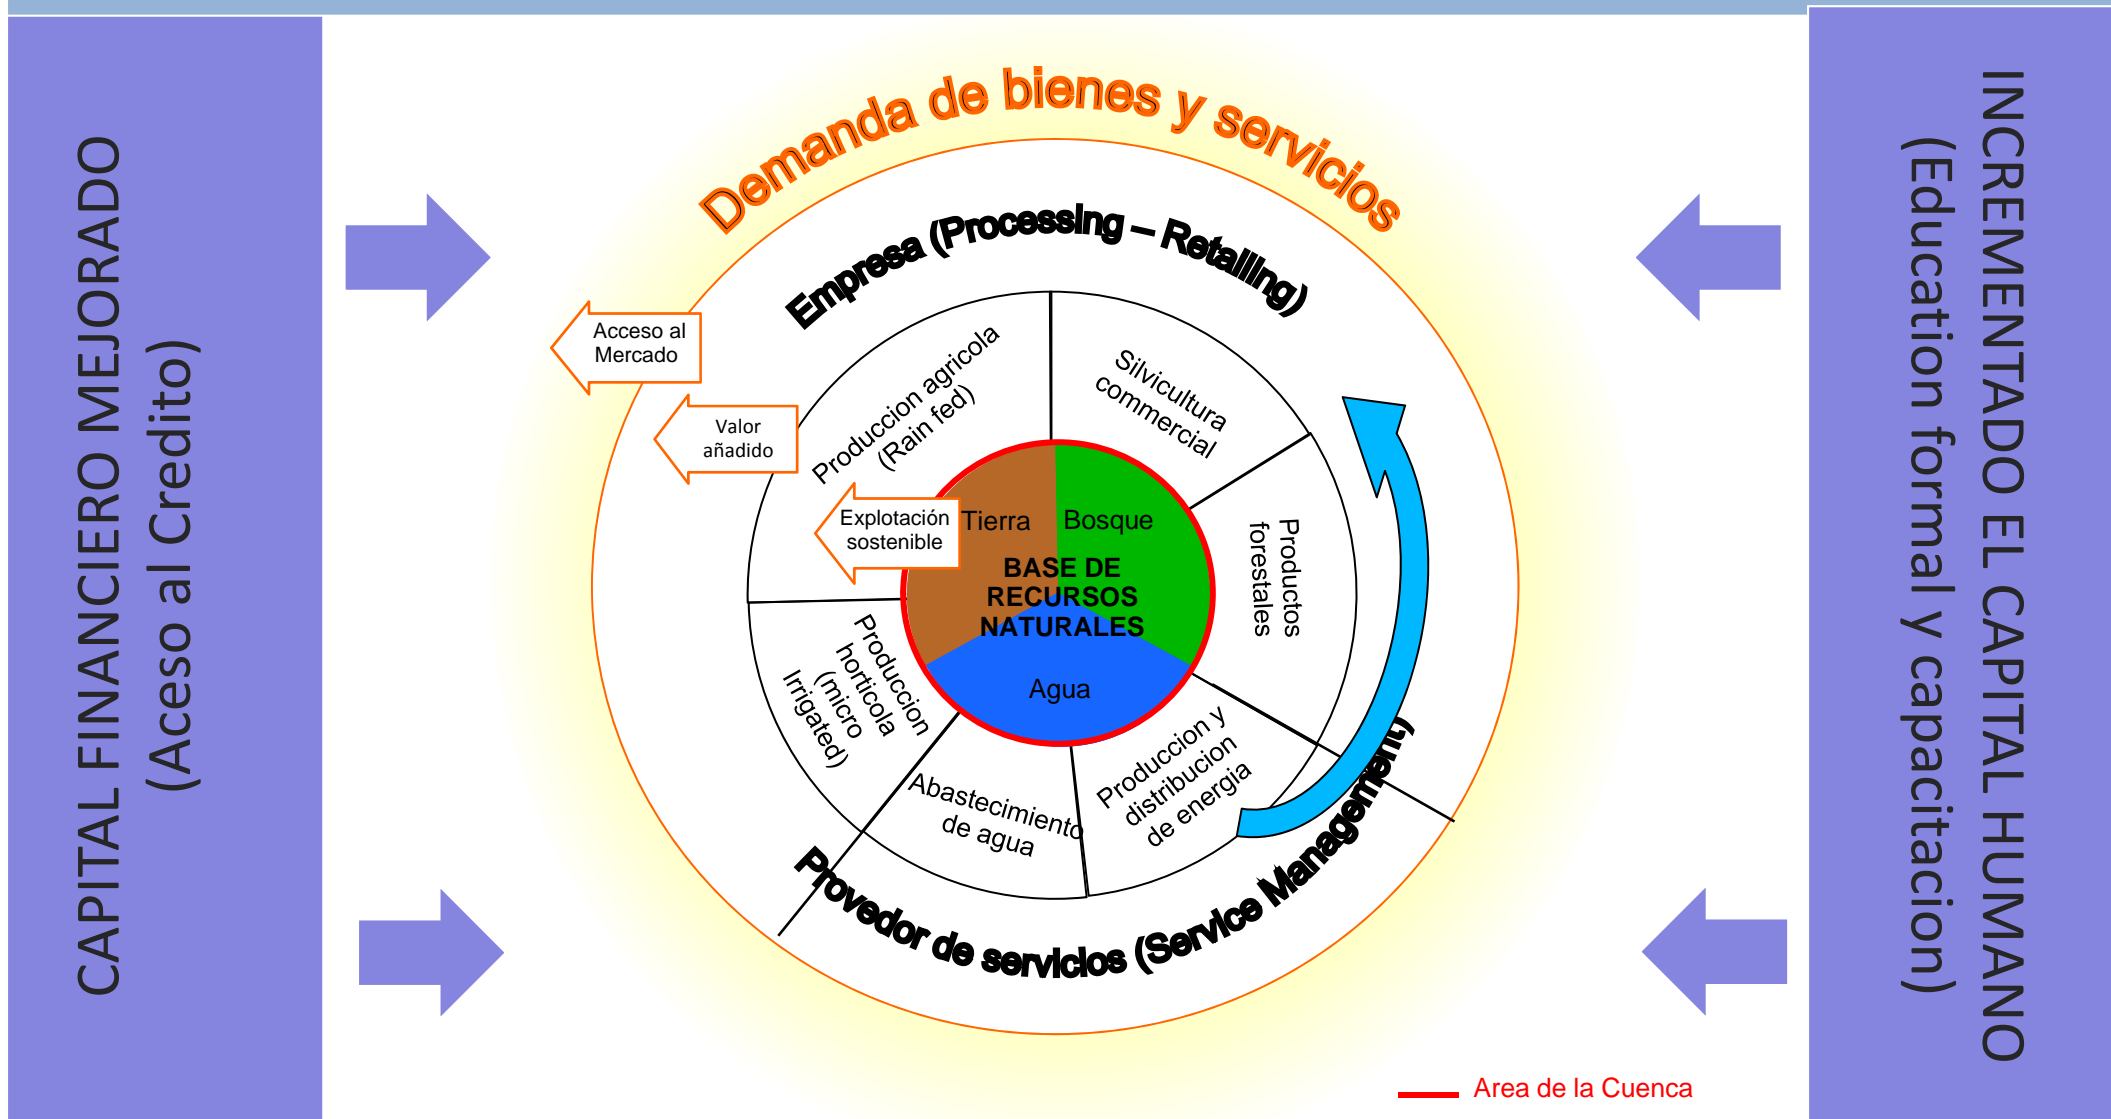 CAPITAL FINANCIERO MEJORADO
(Aceso al Credito)
Demanda de bienes y servicios
Empresa (Processing – Retailing)
Acceso al
Mercado
Valor
añadido
Explotación
sostenible
Produccion agricola
(Rain fed)
Silvicultura
commercial
Productos
forestales
Tierra
Bosque
BASE DE
RECURSOS
NATURALES
Agua
Produccion
horticola
(micro
Irrigated)
Abastecimiento
de agua
Produccion y
distribucion
de energia
Provedor de servicios (Service Management)
INCREMENTADO EL CAPITAL HUMANO
(Education formal y capacitacion)
Area de la Cuenca